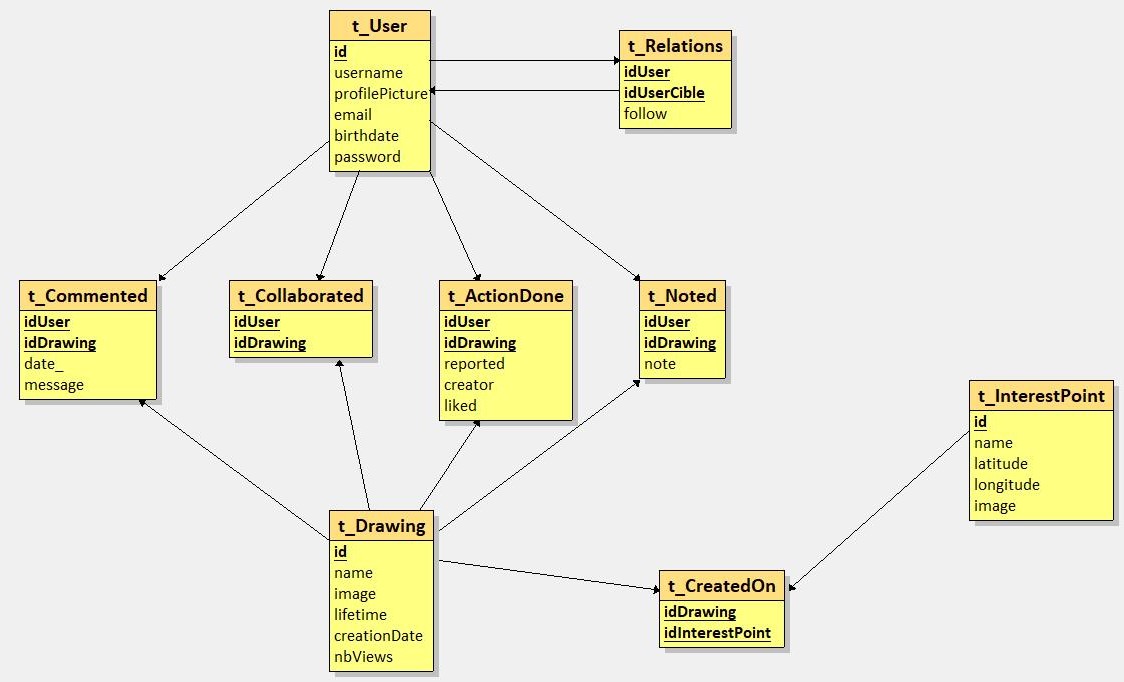 t_User
id
username
profilePicture
email
birthdate
password
t_Relations
idUser
idUserCible
follow
t_Commented
idUser
idDrawing
date_
message
t_Collaborated
idUser
idDrawing
t_ActionDone
idUser
idDrawing
reported
creator
liked
t_Noted
idUser
idDrawing
note
t_InterestPoint
id
name
latitude
longitude
image
t_Drawing
id
name
image
lifetime
creationDate
nbViews
t_CreatedOn
idDrawing
idInterestPoint